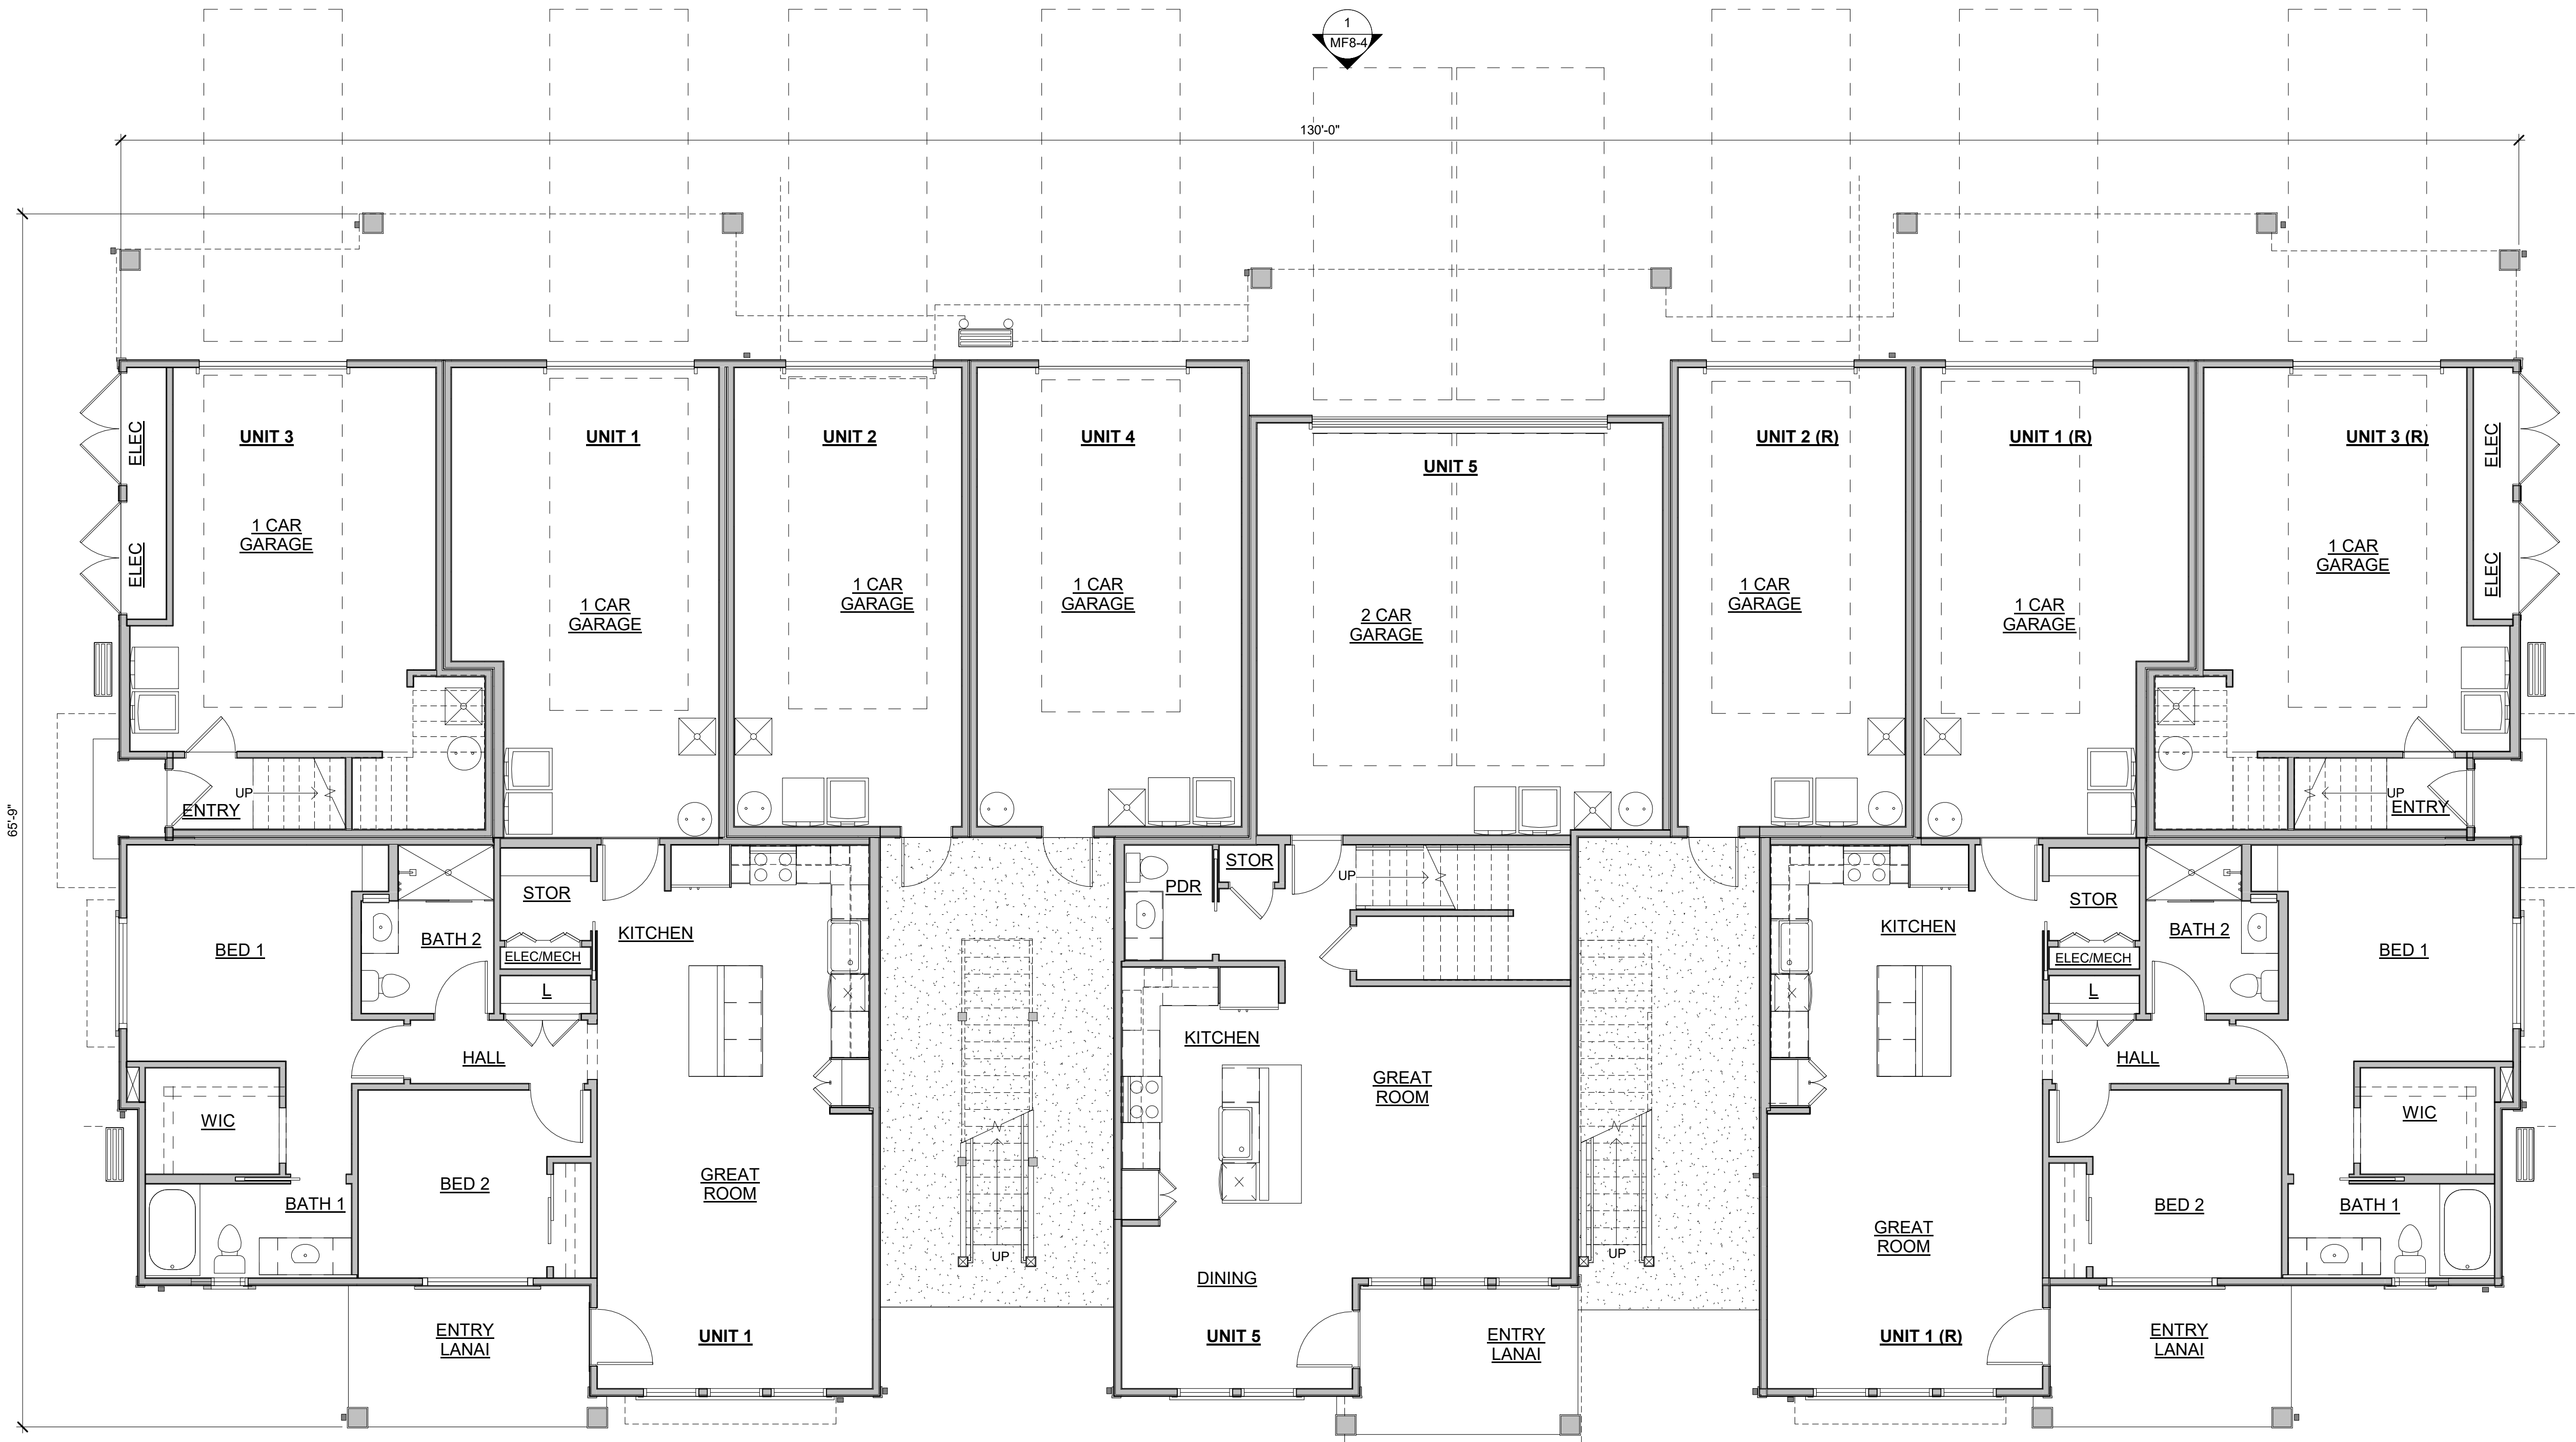 1
MF8-4
130'-0"
65'-9"
UNIT 3
UNIT 1
UNIT 2
UNIT 4
UNIT 5
UNIT 2 (R)
UNIT 1 (R)
UNIT 3 (R)
ELEC
ELEC
ELEC
ELEC
1 CAR
GARAGE
1 CAR
GARAGE
1 CAR
GARAGE
1 CAR
GARAGE
2 CAR
GARAGE
1 CAR
GARAGE
1 CAR
GARAGE
1 CAR
GARAGE
UP
ENTRY
UP
ENTRY
BED 1
BATH 2
STOR
ELEC/MECH
L
KITCHEN
HALL
WIC
BED 2
BATH 1
GREAT
ROOM
ENTRY
LANAI
UNIT 1
UP
PDR
STOR
UP
KITCHEN
GREAT
ROOM
DINING
UNIT 5
ENTRY
LANAI
UP
KITCHEN
STOR
ELEC/MECH
L
BATH 2
BED 1
HALL
WIC
BED 2
BATH 1
GREAT
ROOM
UNIT 1 (R)
ENTRY
LANAI